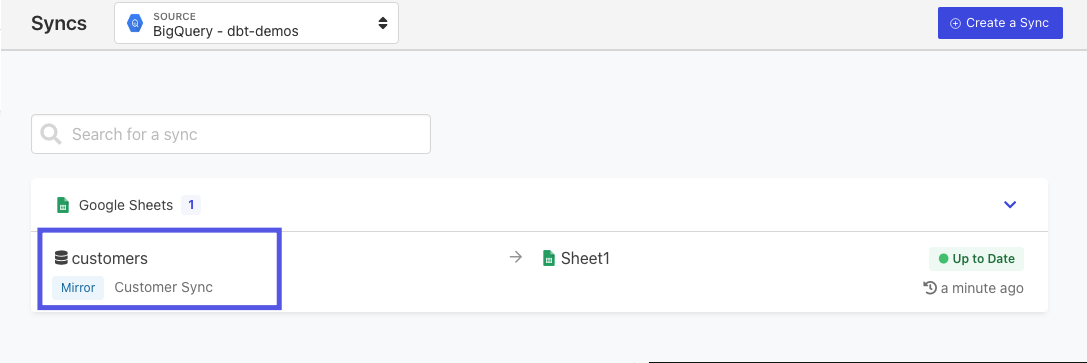 Syncs
SOURCE
BigQuery - dbt-demos
Create a Sync
Search for a sync
Google Sheets 1
customers
Sheet1
Up to Date
Mirror Customer Sync
a minute ago